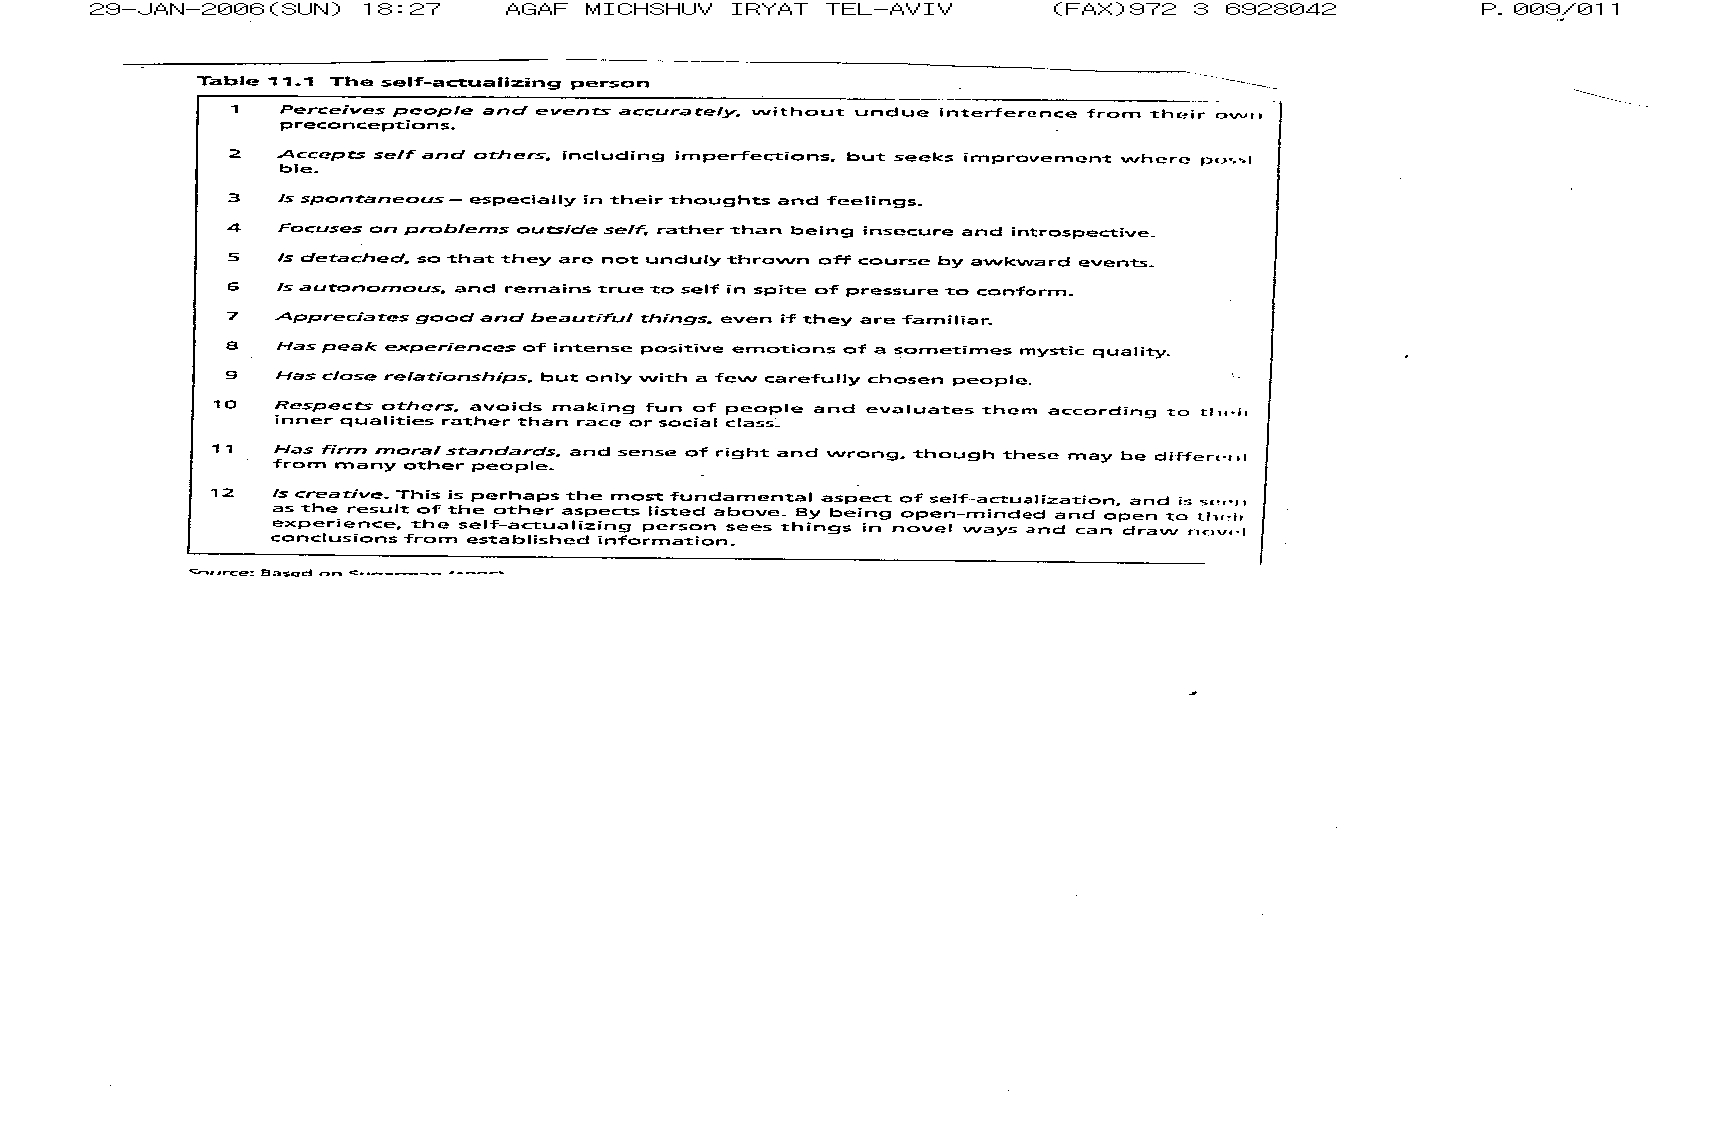 29-JAN-2006(SUN) 18:27 AGAF MICHSHUV IRYAT TEL-AVIV (FAX)972 3 6928042 P.009/011
Table 11.1 The self-actualizing person
1 Perceives people and events accurately, without undue interference from their own
preconceptions.
2 Accepts self and others, including imperfections, but seeks improvement where possi
ble.
3 Is spontaneous – especially in their thoughts and feelings.
4 Focuses on problems outside self, rather than being insecure and introspective.
5 Is detached, so that they are not unduly thrown off course by awkward events.
6 Is autonomous, and remains true to self in spite of pressure to conform.
7 Appreciates good and beautiful things, even if they are familiar.
8 Has peak experiences of intense positive emotions of a sometimes mystic quality.
9 Has close relationships, but only with a few carefully chosen people.
10 Respects others, avoids making fun of people and evaluates them according to their
inner qualities rather than race or social class.
11 Has firm moral standards, and sense of right and wrong, though these may be different
from many other people.
12 Is creative. This is perhaps the most fundamental aspect of self-actualization, and is seen
as the result of the other aspects listed above. By being open-minded and open to their
experience, the self-actualizing person sees things in novel ways and can draw novel
conclusions from established information.
Source: Based on